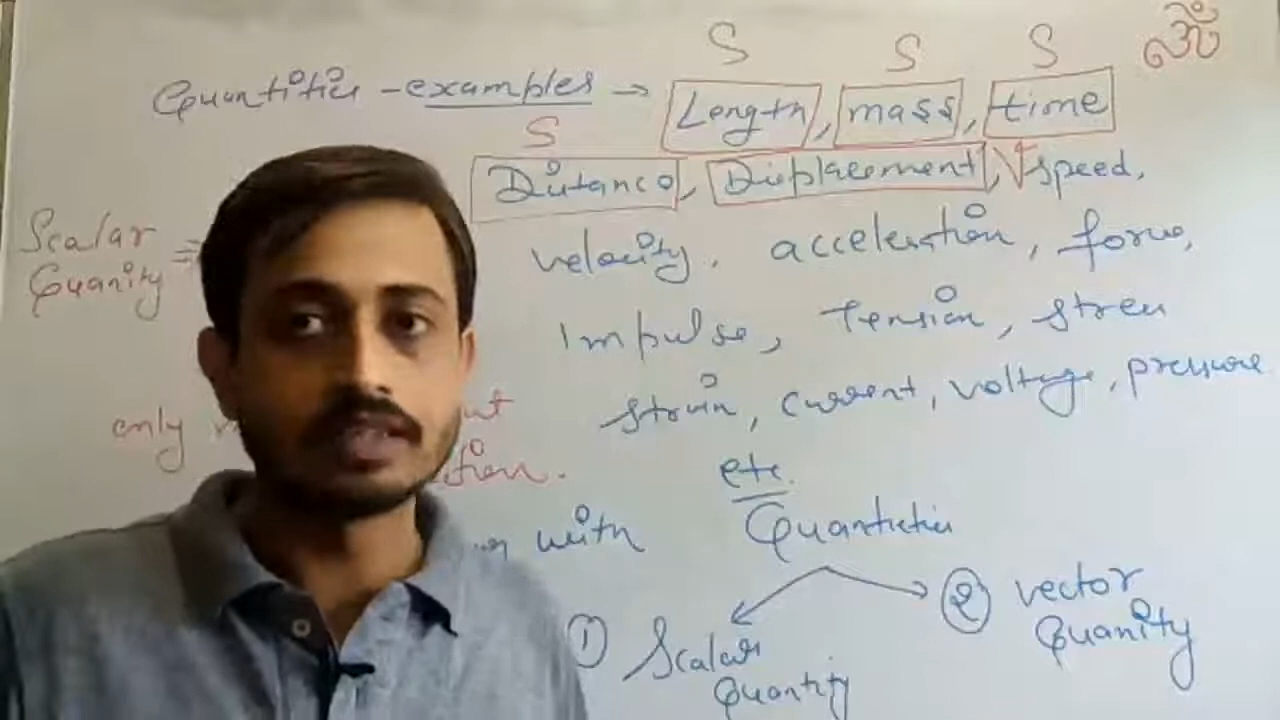 S S S ॐ
Quantities - examples → Length, mass, time
S
Distance, Displacement, V speed,
Scalar
Quanity ⇒
velocity, acceleration, force,
Impulse, Tension, stress
strain, current, voltage, pressure
only
etc.
with
Quantities
① Scalar
Quantity
② vector
Quanity